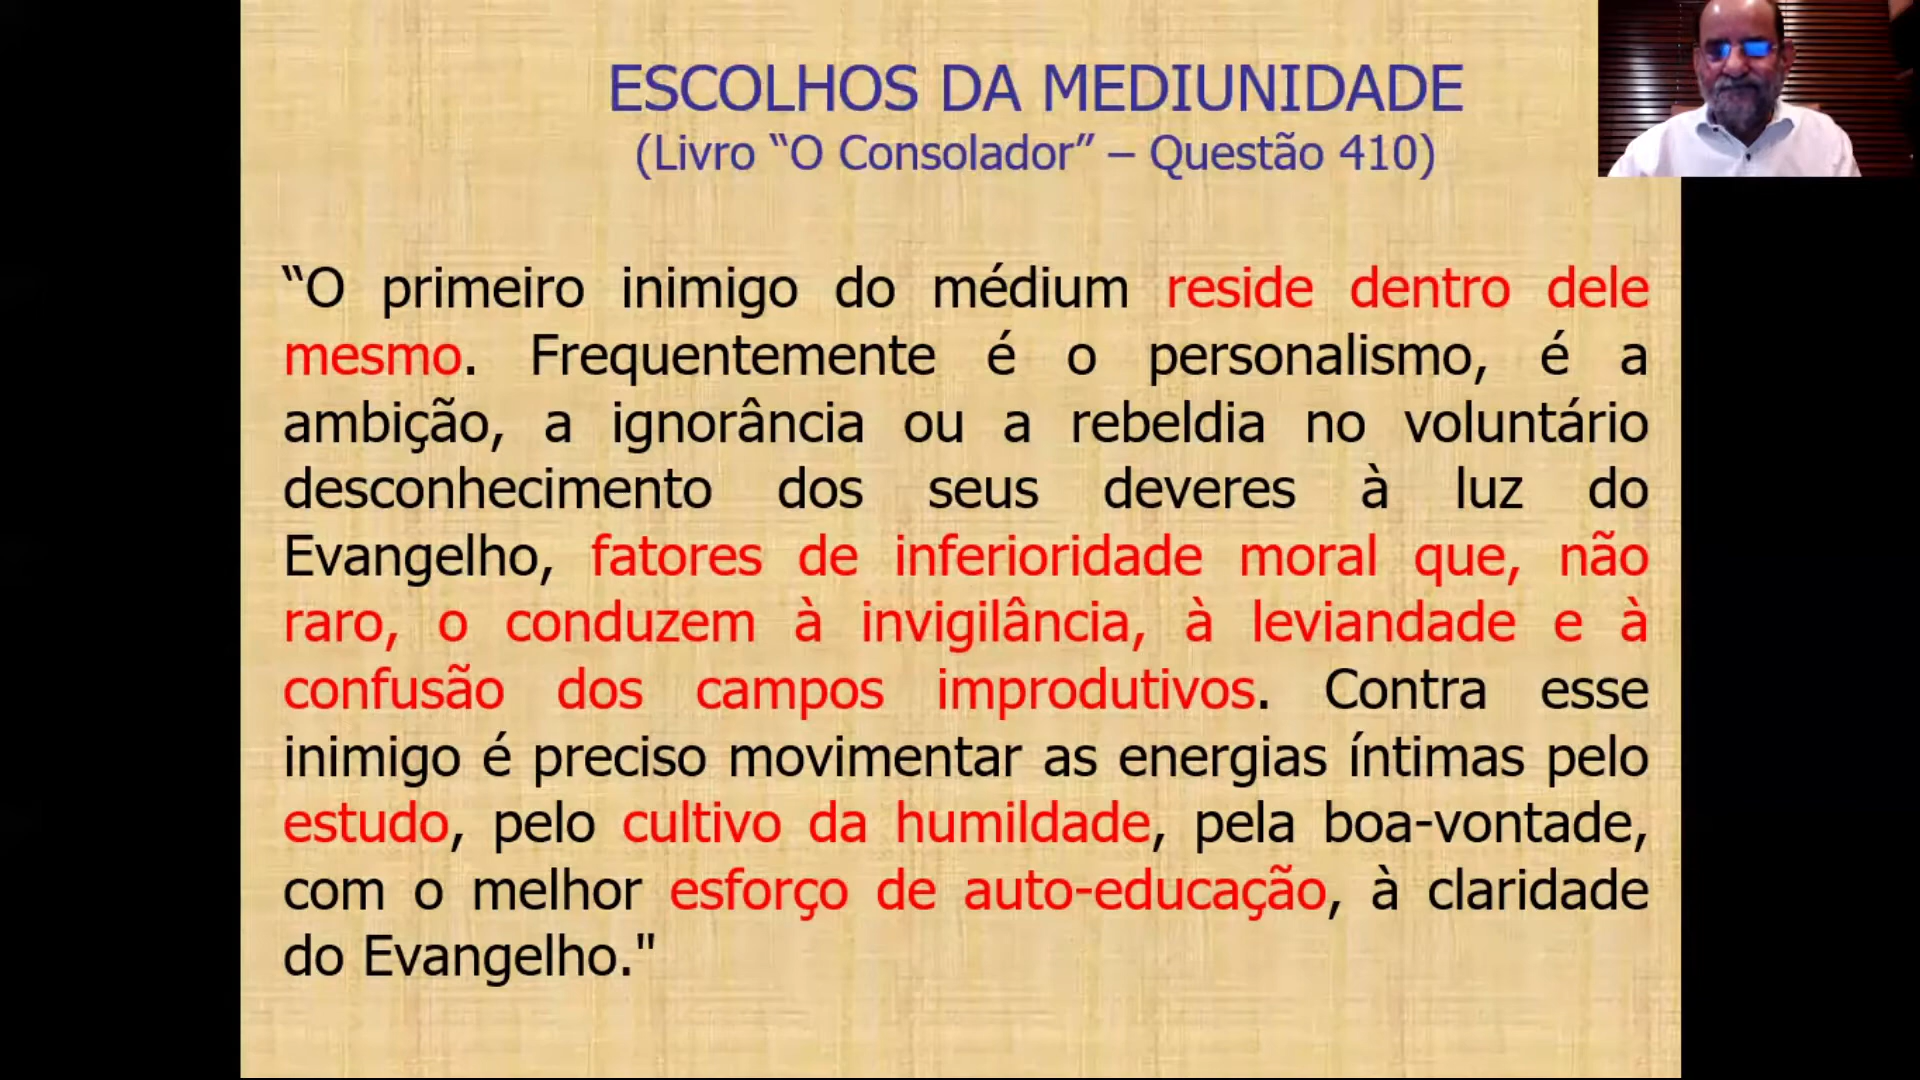 ESCOLHOS DA MEDIUNIDADE
(Livro “O Consolador” – Questão 410)
“O primeiro inimigo do médium reside dentro dele
mesmo. Frequentemente é o personalismo, é a
ambição, a ignorância ou a rebeldia no voluntário
desconhecimento dos seus deveres à luz do
Evangelho, fatores de inferioridade moral que, não
raro, o conduzem à invigilância, à leviandade e à
confusão dos campos improdutivos. Contra esse
inimigo é preciso movimentar as energias íntimas pelo
estudo, pelo cultivo da humildade, pela boa-vontade,
com o melhor esforço de auto-educação, à claridade
do Evangelho."